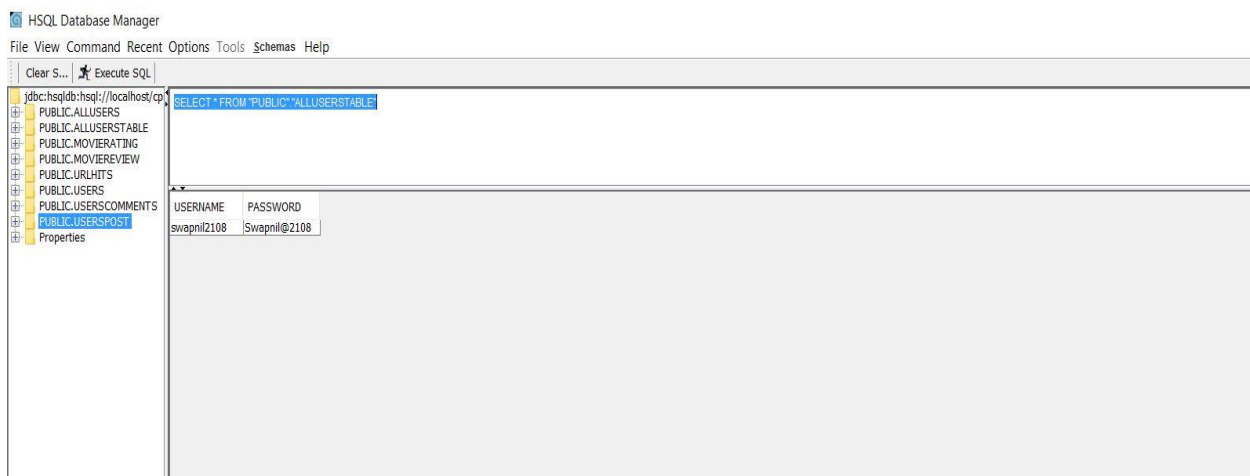 HSQL Database Manager
File View Command Recent Options Tools Schemas Help
Clear S... Execute SQL
jdbc:hsqldb:hsql://localhost/cp
PUBLIC.ALLUSERS
PUBLIC.ALLUSERSTABLE
PUBLIC.MOVIERATING
PUBLIC.MOVIEREVIEW
PUBLIC.URLHITS
PUBLIC.USERS
PUBLIC.USERSCOMMENTS
PUBLIC.USERSPOST
Properties
SELECT * FROM "PUBLIC"."ALLUSERSTABLE"
USERNAME PASSWORD
swapnil2108 Swapnil@2108